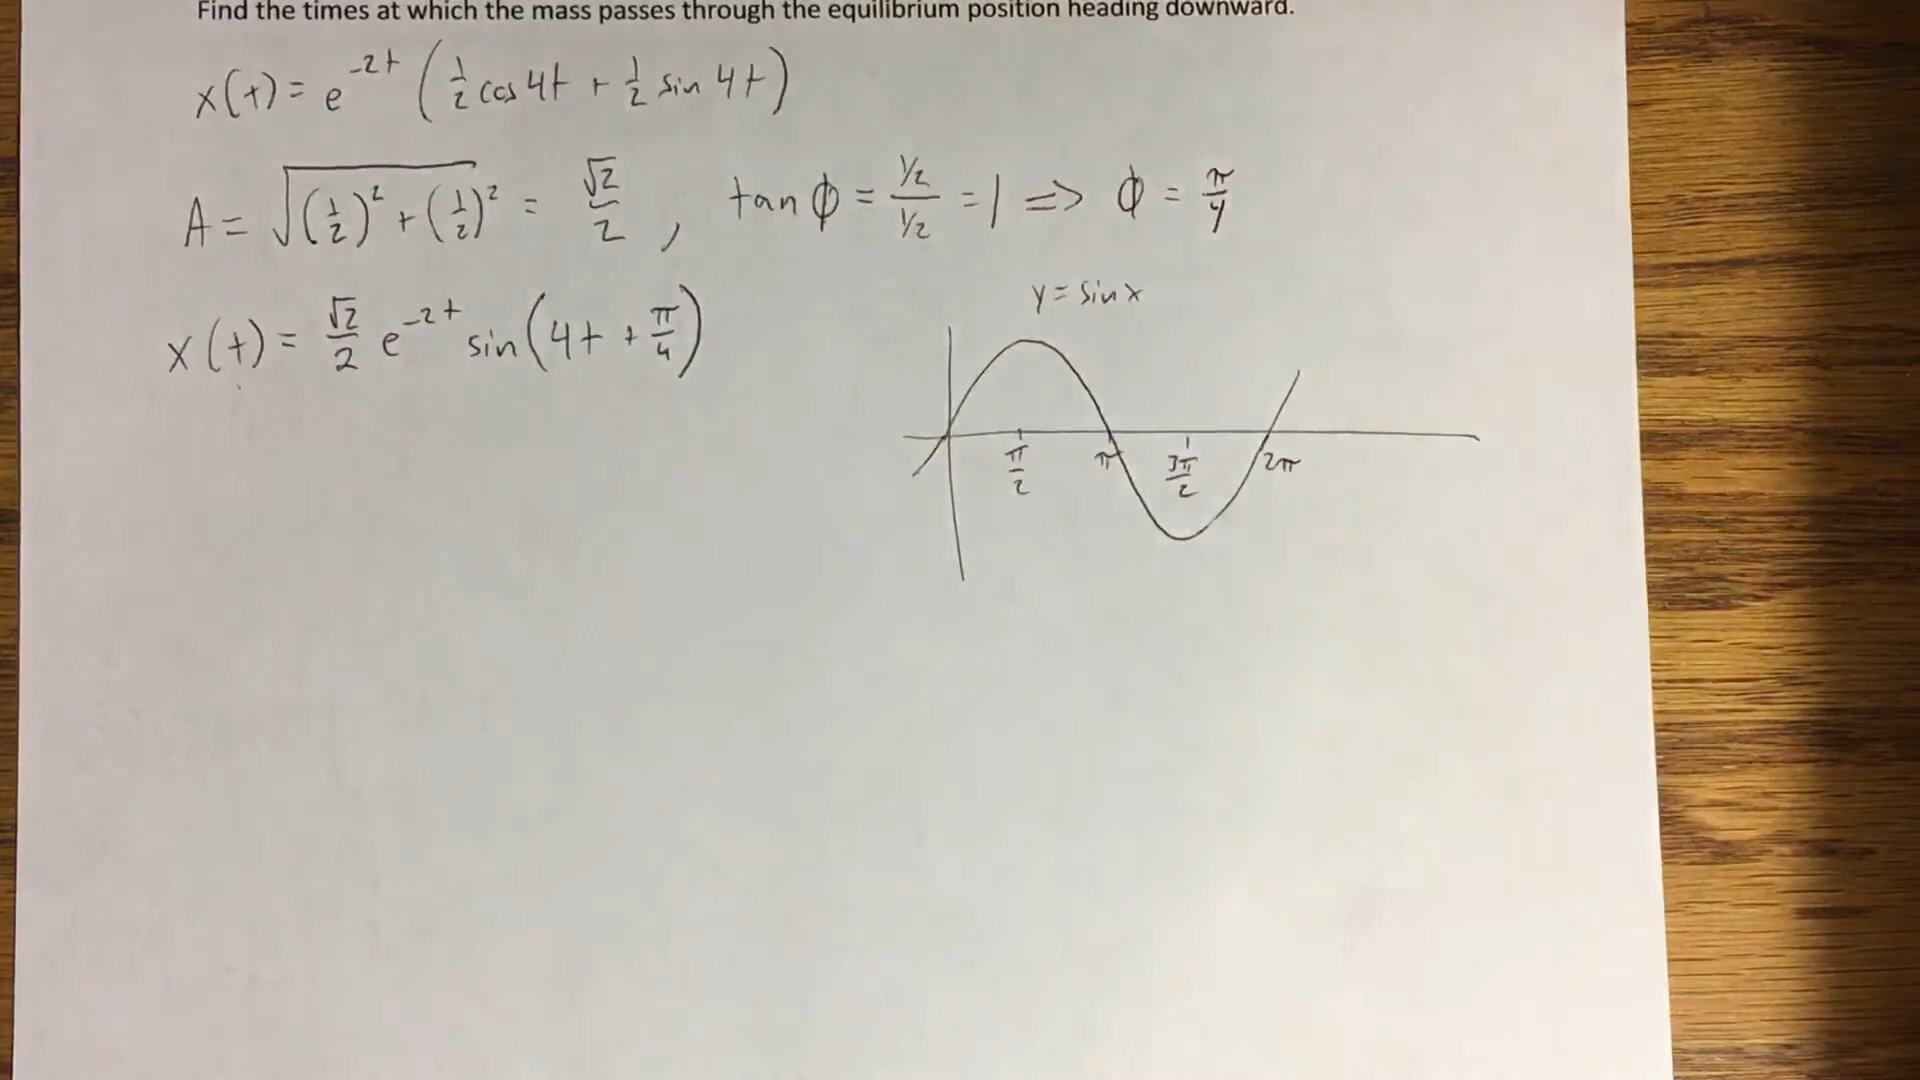 Find the times at which the mass passes through the equilibrium position heading downward.
x(t) = e^{-2t} (1/2 cos 4t + 1/2 sin 4t)
A = √((1/2)² + (1/2)²) = √2/2 , tan ϕ = (1/2)/(1/2) = 1 => ϕ = π/4
y = sin x
x(t) = √2/2 e^{-2t} sin(4t + π/4)
π/2 π 3π/2 2π